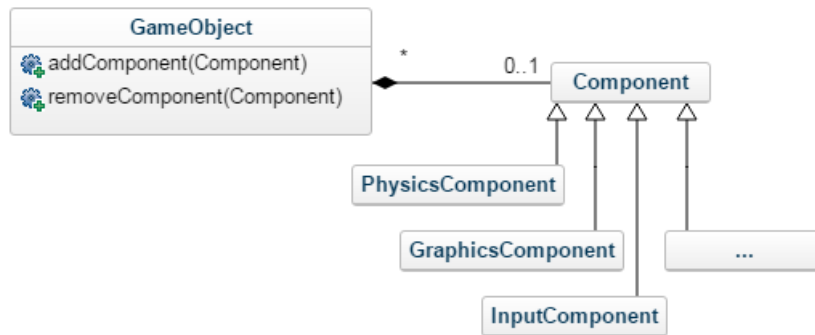 GameObject
addComponent(Component)
removeComponent(Component)
*
0..1
Component
PhysicsComponent
GraphicsComponent
...
InputComponent